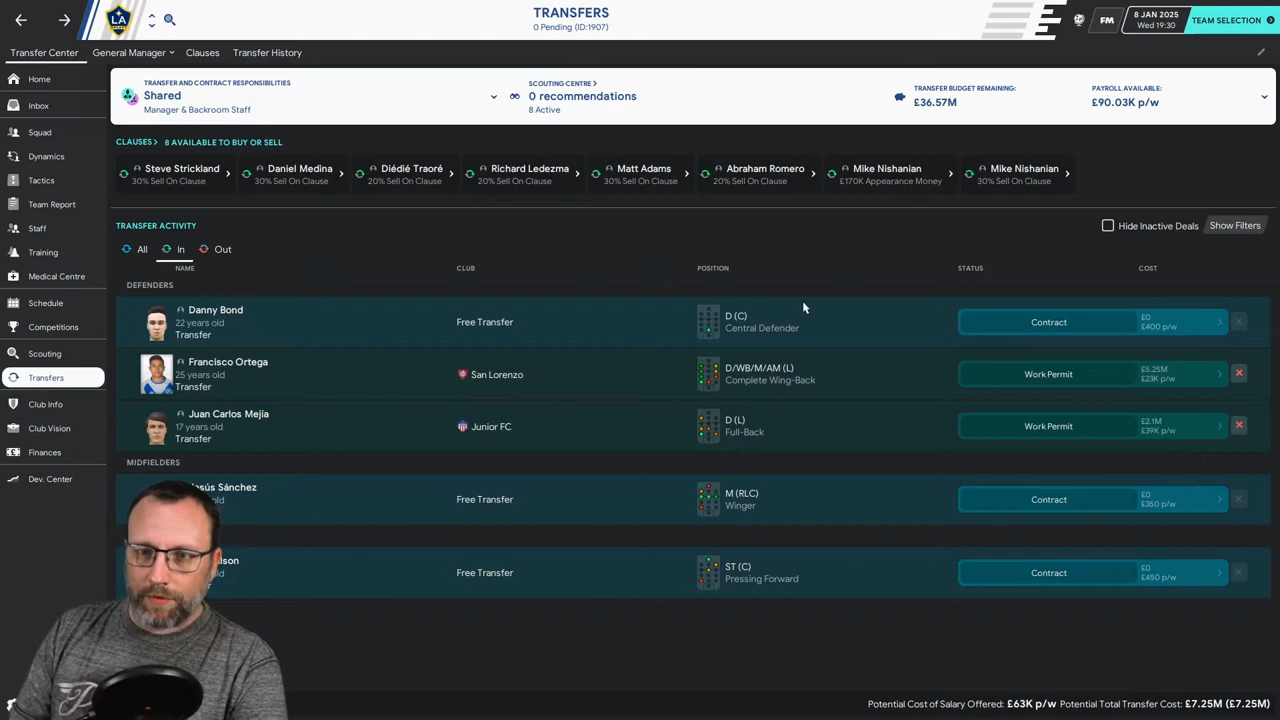 TRANSFERS
0 Pending (ID:1907)
FM
8 JAN 2025
Wed 19:30
TEAM SELECTION
Transfer Center
General Manager
Clauses
Transfer History
Home
Inbox
Squad
Dynamics
Tactics
Team Report
Staff
Training
Medical Centre
Schedule
Competitions
Scouting
Transfers
Club Info
Club Vision
Finances
Dev. Center
TRANSFER AND CONTRACT RESPONSIBILITIES
Shared
Manager & Backroom Staff
SCOUTING CENTRE
0 recommendations
8 Active
TRANSFER BUDGET REMAINING:
£36.57M
PAYROLL AVAILABLE:
£90.03K p/w
CLAUSES 8 AVAILABLE TO BUY OR SELL
Steve Strickland
30% Sell On Clause
Daniel Medina
30% Sell On Clause
Diédié Traoré
20% Sell On Clause
Richard Ledezma
20% Sell On Clause
Matt Adams
30% Sell On Clause
Abraham Romero
20% Sell On Clause
Mike Nishanian
£170K Appearance Money
Mike Nishanian
30% Sell On Clause
TRANSFER ACTIVITY
Hide Inactive Deals
Show Filters
All
In
Out
NAME
CLUB
POSITION
STATUS
COST
DEFENDERS
Danny Bond
22 years old
Transfer
Free Transfer
D (C)
Central Defender
Contract
£0
£400 p/w
Francisco Ortega
25 years old
Transfer
San Lorenzo
D/WB/M/AM (L)
Complete Wing-Back
Work Permit
£5.25M
£23K p/w
Juan Carlos Mejía
17 years old
Transfer
Junior FC
D (L)
Full-Back
Work Permit
£2.1M
£39K p/w
MIDFIELDERS
Jesús Sánchez
old
Free Transfer
M (RLC)
Winger
Contract
£0
£350 p/w
old
Free Transfer
ST (C)
Pressing Forward
Contract
£0
£450 p/w
Potential Cost of Salary Offered: £63K p/w Potential Total Transfer Cost: £7.25M (£7.25M)